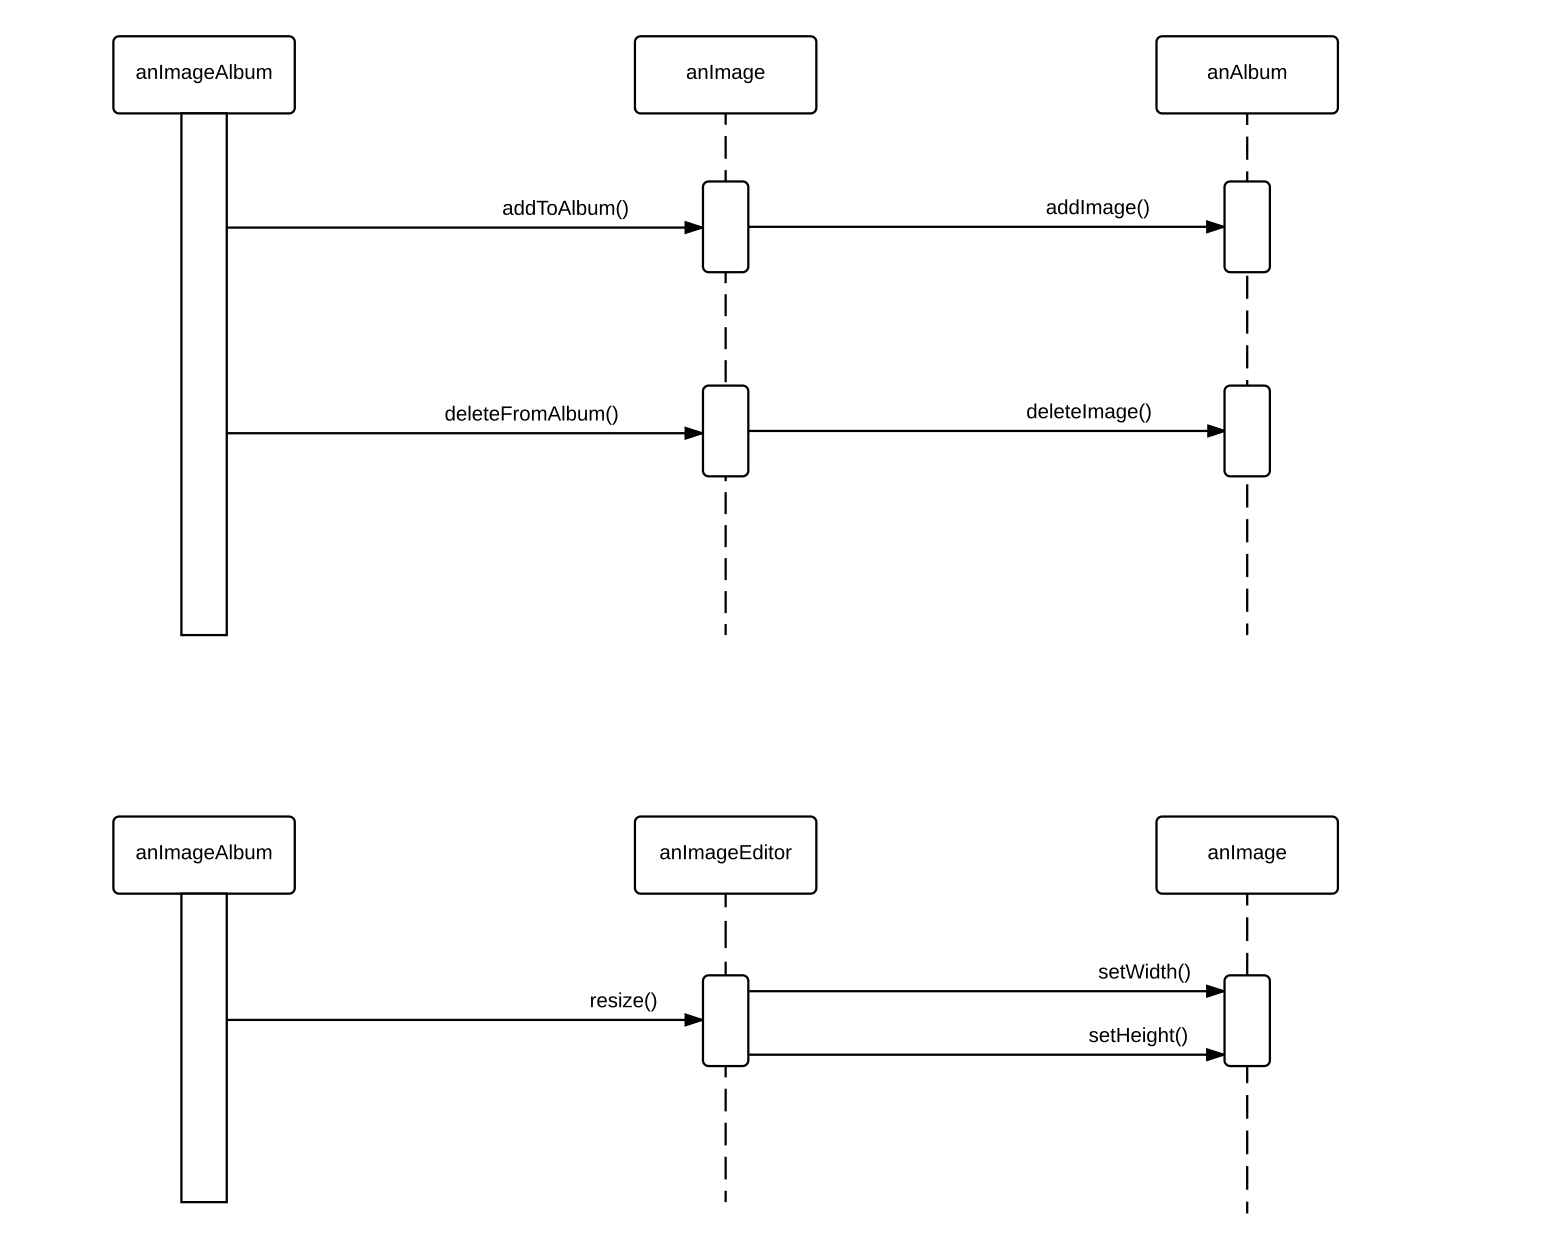 anImageAlbum
anImage
anAlbum
addToAlbum()
addImage()
deleteFromAlbum()
deleteImage()
anImageAlbum
anImageEditor
anImage
setWidth()
resize()
setHeight()